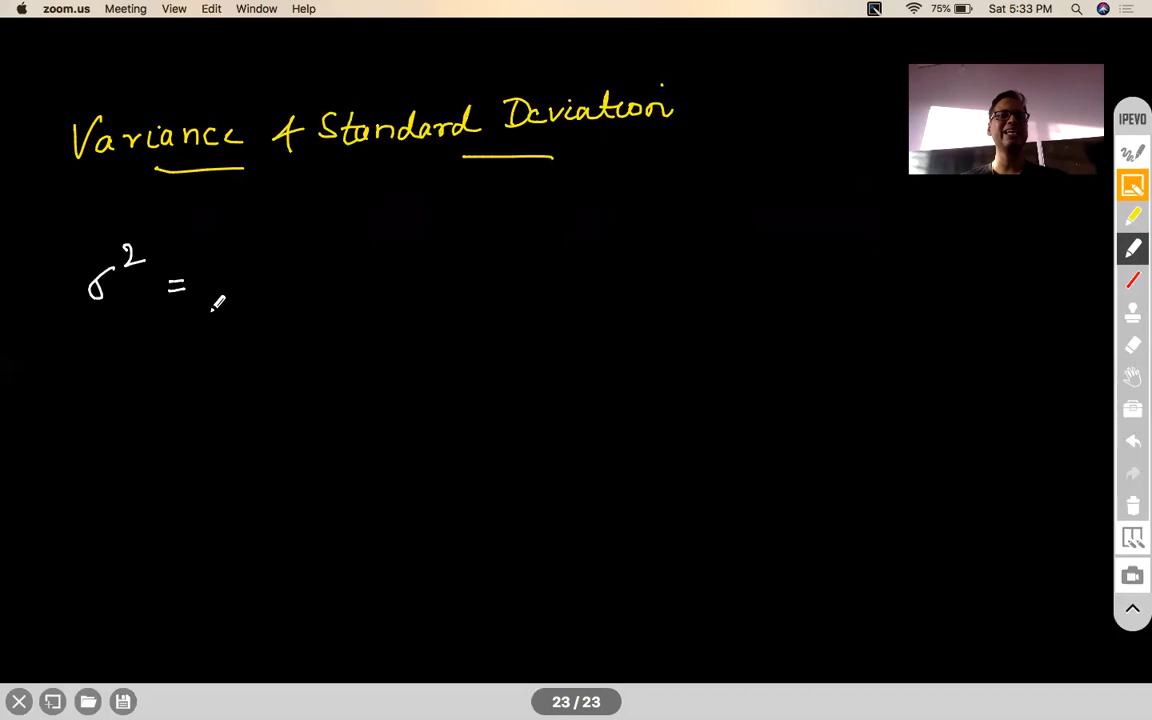 zoom.us Meeting View Edit Window Help 75% Sat 5:33 PM
IPEVO
Variance & Standard Deviation
σ² =
23 / 23